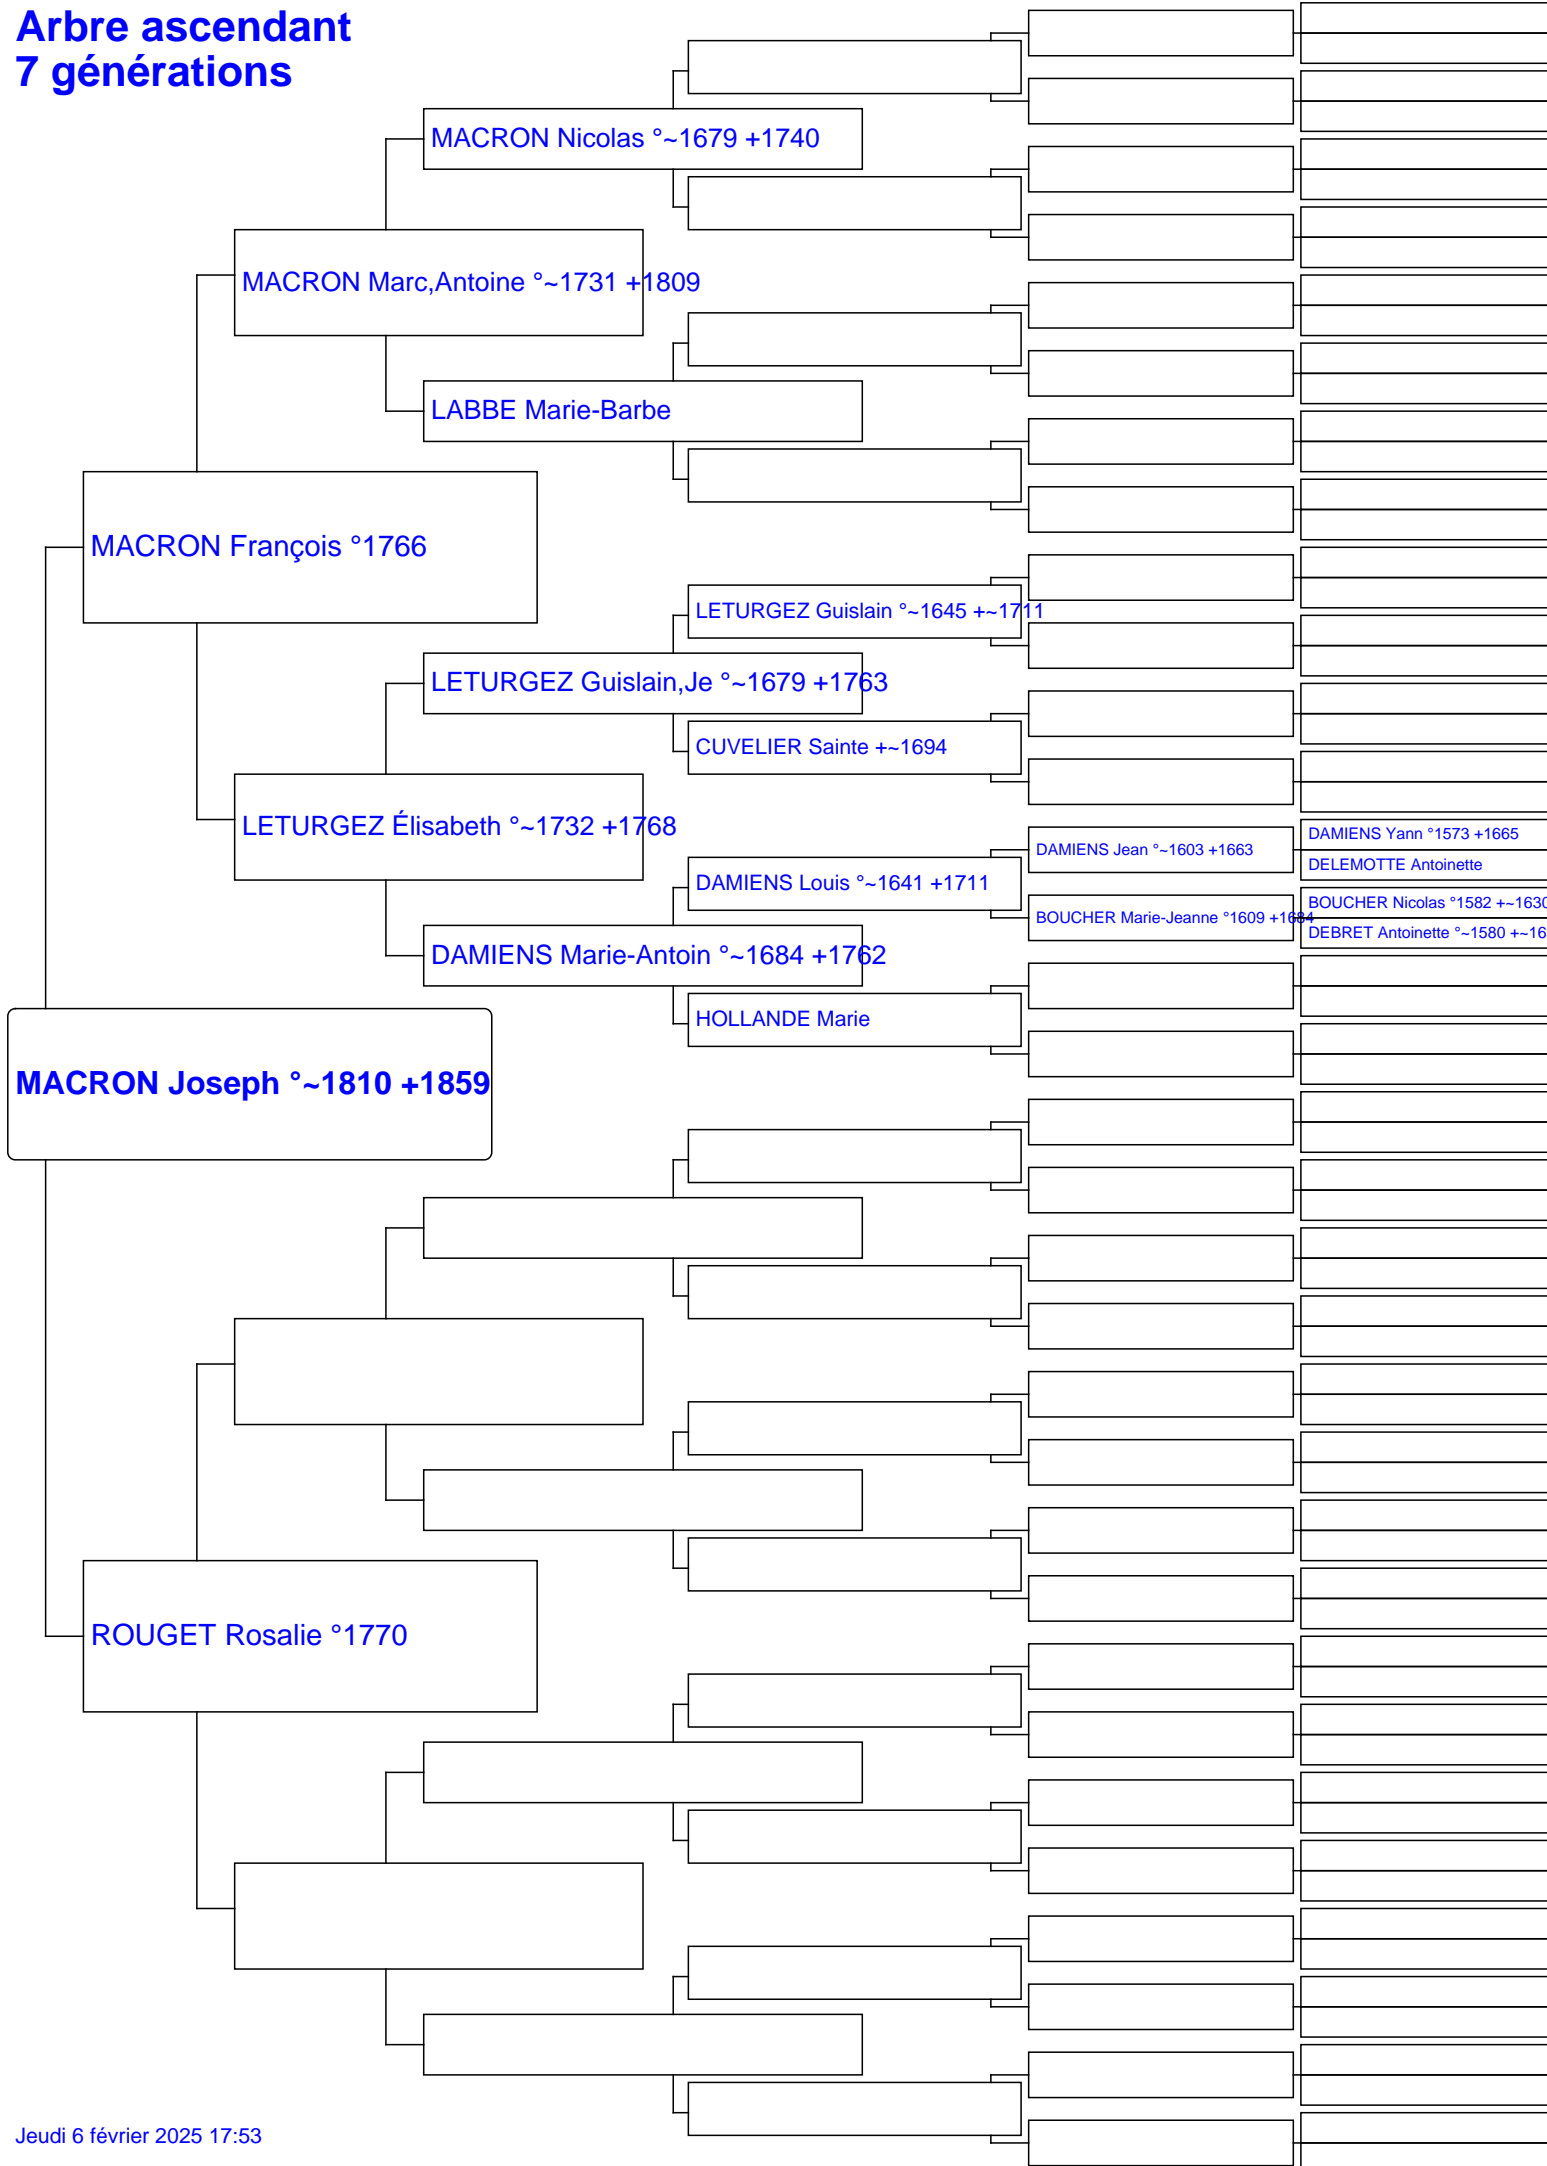 Arbre ascendant
7 générations
MACRON Nicolas °~1679 +1740
MACRON Marc,Antoine °~1731 +1809
LABBE Marie-Barbe
MACRON François °1766
LETURGEZ Guislain °~1645 +~1711
LETURGEZ Guislain,Je °~1679 +1763
CUVELIER Sainte +~1694
LETURGEZ Élisabeth °~1732 +1768
DAMIENS Yann °1573 +1665
DAMIENS Jean °~1603 +1663
DELEMOTTE Antoinette
DAMIENS Louis °~1641 +1711
BOUCHER Nicolas °1582 +~1630
BOUCHER Marie-Jeanne °1609 +1684
DEBRET Antoinette °~1580 +~16
DAMIENS Marie-Antoin °~1684 +1762
HOLLANDE Marie
MACRON Joseph °~1810 +1859
ROUGET Rosalie °1770
Jeudi 6 février 2025 17:53